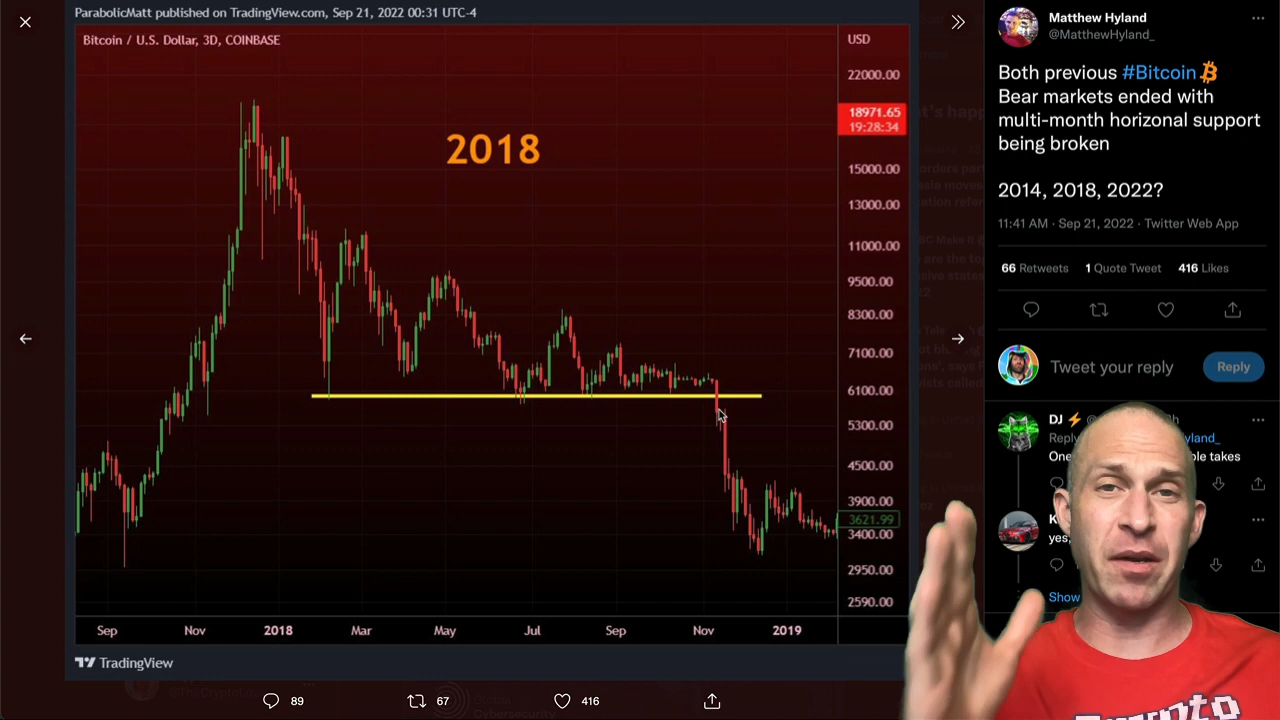 ParabolicMatt published on TradingView.com, Sep 21, 2022 00:31 UTC-4
Bitcoin / U.S. Dollar, 3D, COINBASE
USD
22000.00
18971.65
19:28:34
15000.00
13000.00
11000.00
9500.00
8300.00
7100.00
6100.00
5300.00
4500.00
3900.00
3621.99
3400.00
2950.00
2590.00
2018
Sep
Nov
2018
Mar
May
Jul
Sep
Nov
2019
TradingView
89
67
416
Matthew Hyland
@MatthewHyland_
Both previous #Bitcoin
Bear markets ended with
multi-month horizonal support
being broken
2014, 2018, 2022?
11:41 AM · Sep 21, 2022 · Twitter Web App
66 Retweets 1 Quote Tweet 416 Likes
Tweet your reply
Reply
DJ
One
takes
yes,
Show